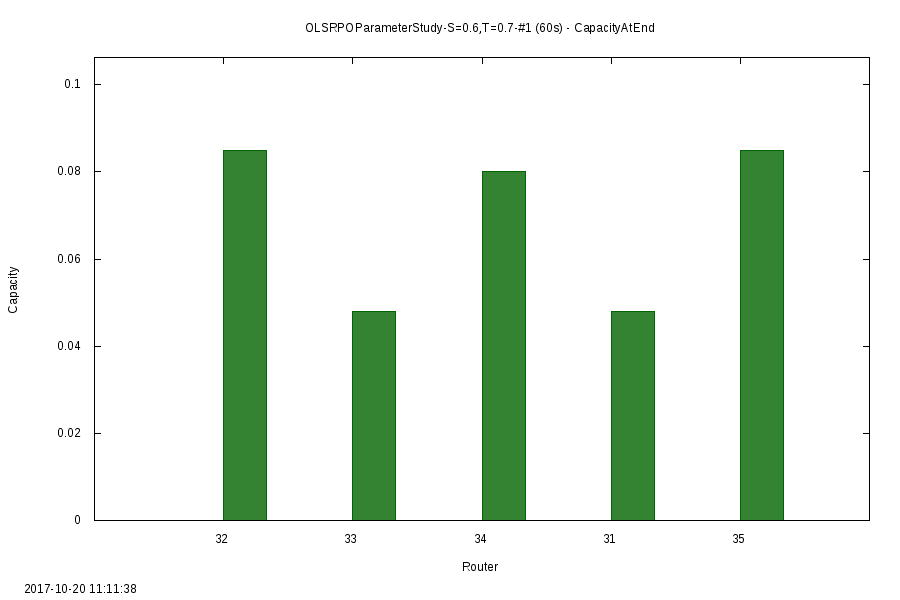 OLSRPOParameterStudy-S=0.6,T=0.7-#1 (60s) - CapacityAtEnd
0.1
0.08
0.06
0.04
0.02
0
Capacity
32 33 34 31 35
Router
2017-10-20 11:11:38